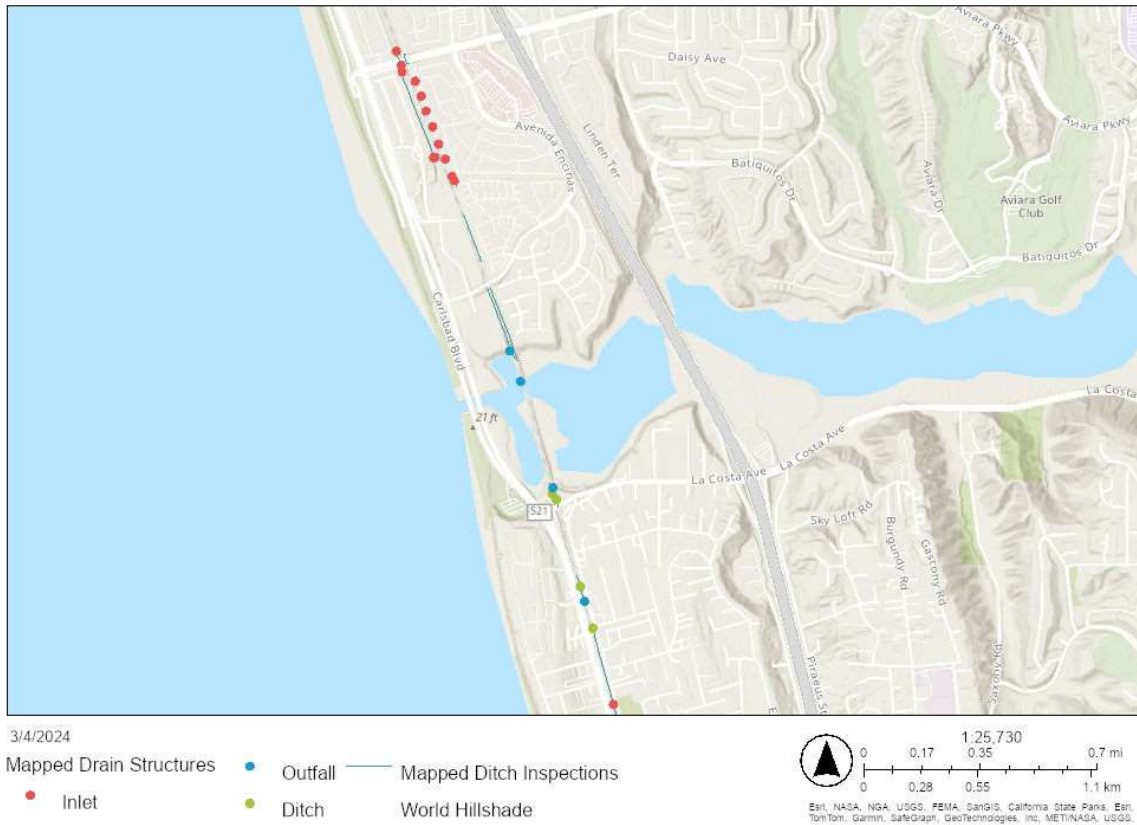 Aviara Pkwy
Daisy Ave
Aviara Pkwy
Avenida Encinas
Linden Ter
Batiquitos Dr
Aviara Dr
Aviara Golf
Club
Batiquitos Dr
Carlsbad Blvd
La Costa
21 ft
La Costa Ave
La Costa Ave
S21
Sky Loft Rd
Burgundy Rd
Gascony Rd
Saxony Rd
Piraeus St
E
3/4/2024
Mapped Drain Structures
Inlet
Outfall
Ditch
Mapped Ditch Inspections
World Hillshade
1:25,730
0 0.17 0.35 0.7 mi
0 0.28 0.55 1.1 km
Esri, NASA, NGA, USGS, FEMA, SanGIS, California State Parks, Esri,
TomTom, Garmin, SafeGraph, GeoTechnologies, Inc, METI/NASA, USGS,